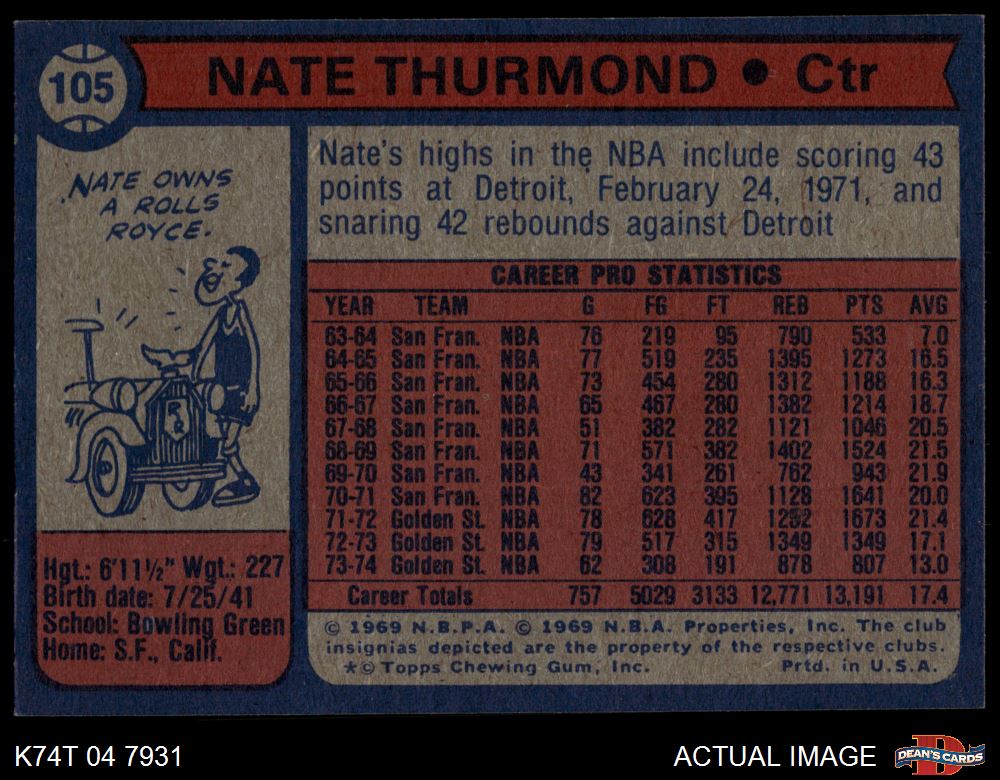 105
NATE THURMOND • Ctr
NATE OWNS
A ROLLS
ROYCE.
RR
Nate's highs in the NBA include scoring 43
points at Detroit, February 24, 1971, and
snaring 42 rebounds against Detroit
CAREER PRO STATISTICS
YEAR TEAM G FG FT REB PTS AVG
63-64 San Fran. NBA 76 219 95 790 533 7.0
64-65 San Fran. NBA 77 519 235 1395 1273 16.5
65-66 San Fran. NBA 73 454 280 1312 1188 16.3
66-67 San Fran. NBA 65 467 280 1382 1214 18.7
67-68 San Fran. NBA 51 382 282 1121 1046 20.5
68-69 San Fran. NBA 71 571 382 1402 1524 21.5
69-70 San Fran. NBA 43 341 261 762 943 21.9
70-71 San Fran. NBA 82 623 395 1128 1641 20.0
71-72 Golden St. NBA 78 628 417 1252 1673 21.4
72-73 Golden St. NBA 79 517 315 1349 1349 17.1
73-74 Golden St. NBA 62 308 191 878 807 13.0
Career Totals 757 5029 3133 12,771 13,191 17.4
Hgt.: 6'11½" Wgt.: 227
Birth date: 7/25/41
School: Bowling Green
Home: S.F., Calif.
© 1969 N.B.P.A. © 1969 N.B.A. Properties, Inc. The club
insignias depicted are the property of the respective clubs.
*© Topps Chewing Gum, Inc. Prtd. in U.S.A.
K74T 04 7931
ACTUAL IMAGE
D
DEAN'S CARDS